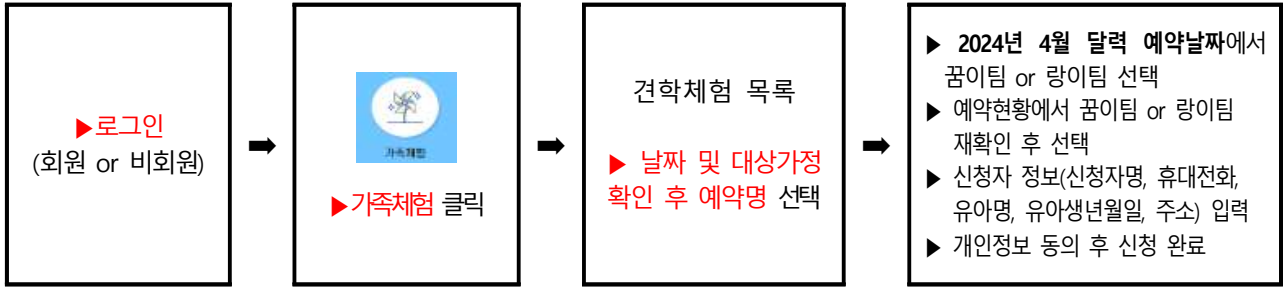 ▶로그인
(회원 or 비회원)
➡
가족체험
▶가족체험 클릭
➡
견학체험 목록
▶ 날짜 및 대상가정
확인 후 예약명 선택
➡
▶ 2024년 4월 달력 예약날짜에서
꿈이팀 or 랑이팀 선택
▶ 예약현황에서 꿈이팀 or 랑이팀
재확인 후 선택
▶ 신청자 정보(신청자명, 휴대전화,
유아명, 유아생년월일, 주소) 입력
▶ 개인정보 동의 후 신청 완료